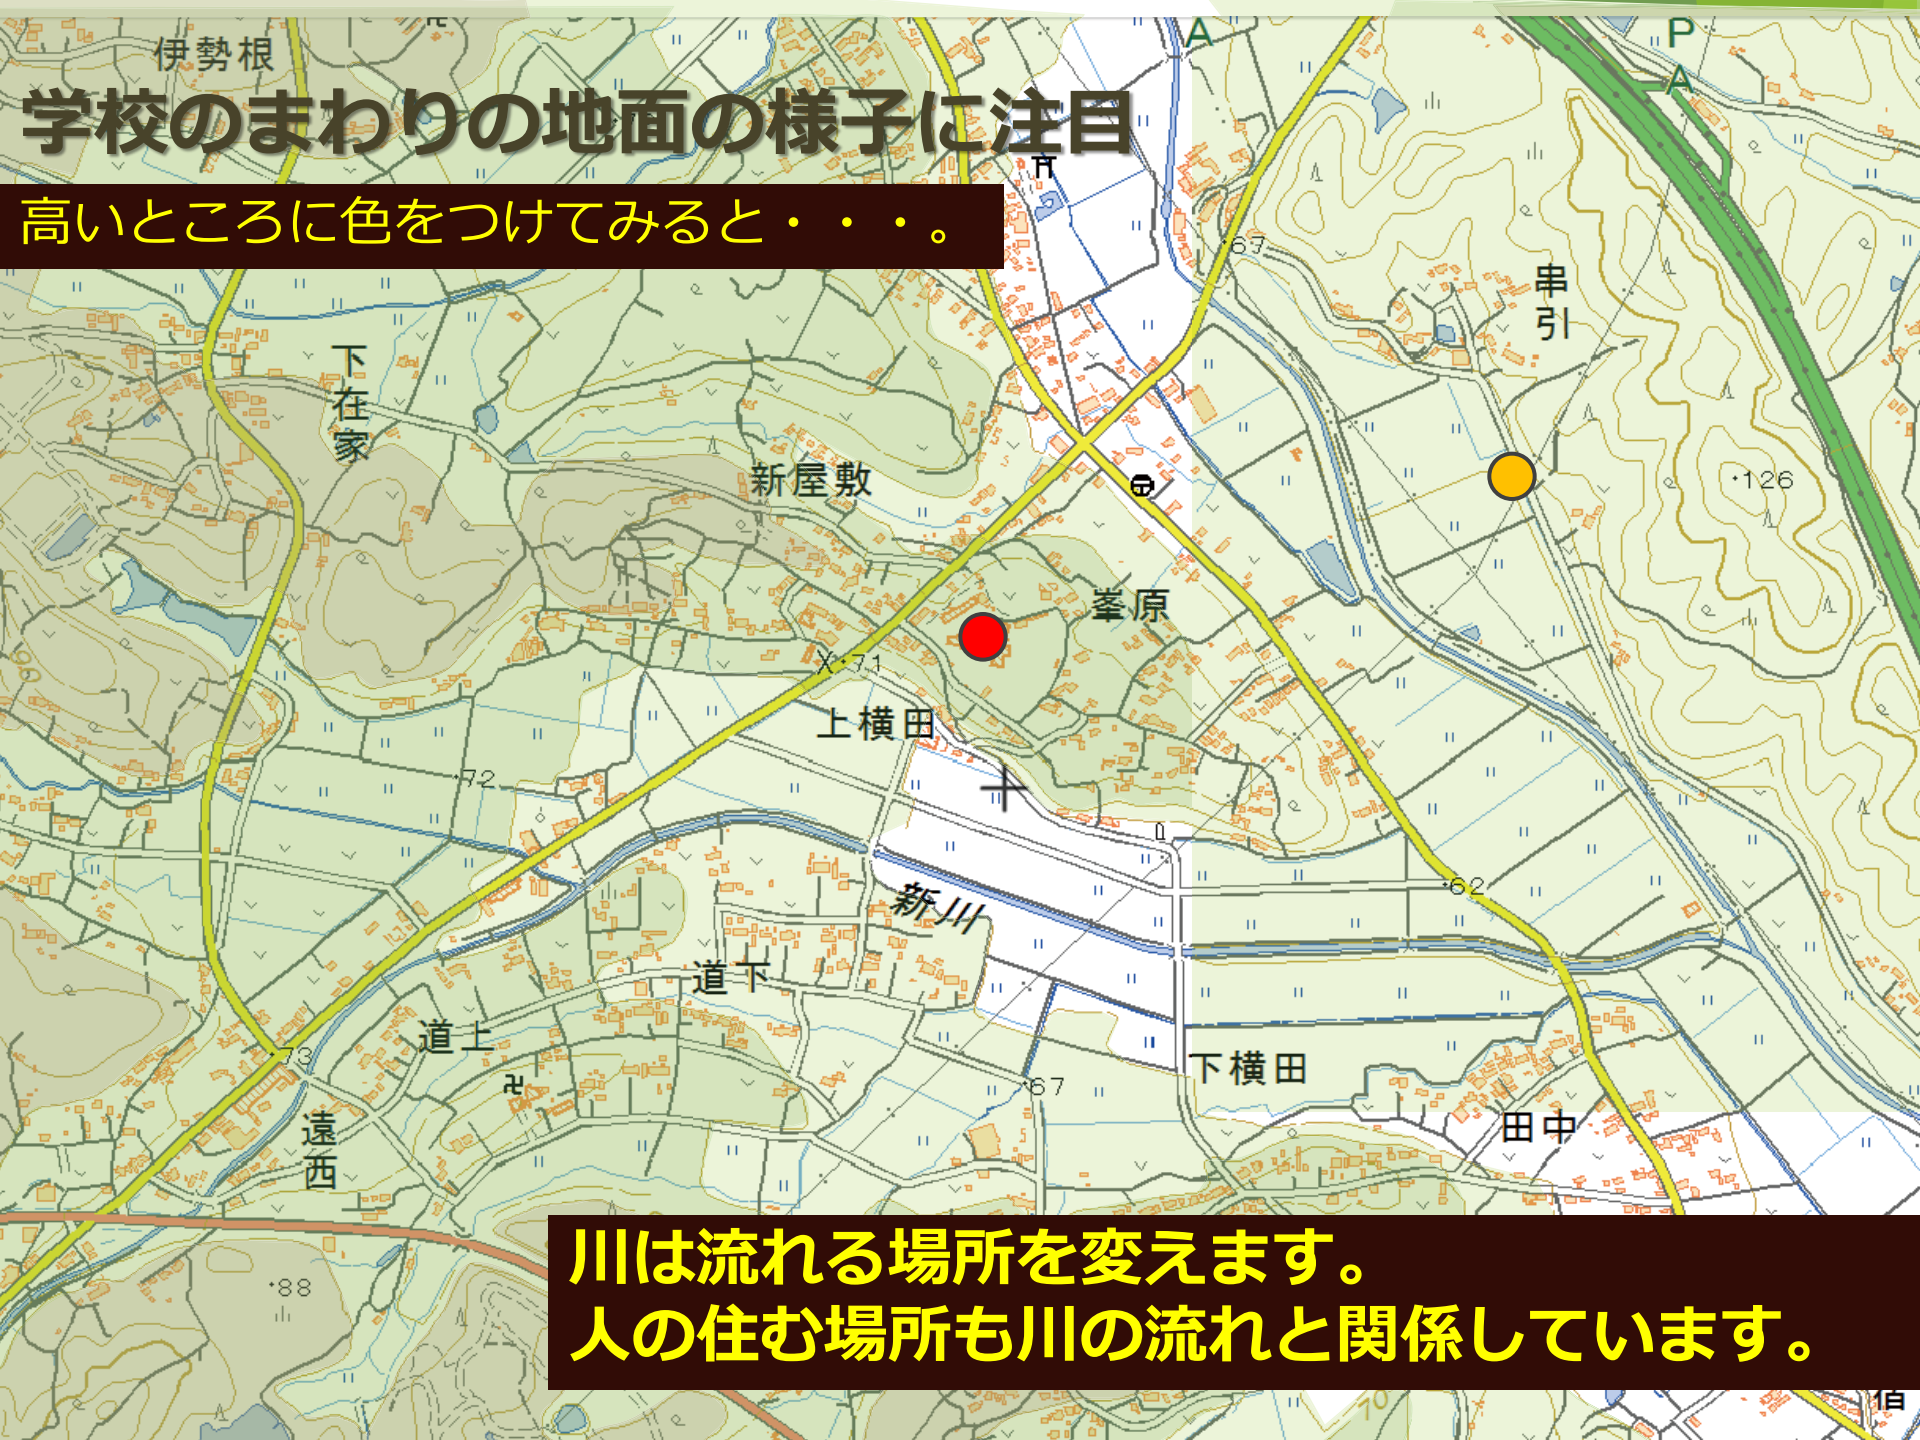 伊勢根
P
A
A
学校のまわりの地面の様子に注目
高いところに色をつけてみると・・・。
67
串引
下在家
新屋敷
126
峯原
X 71
上横田
72
62
新川
道下
道上
73
67
下横田
田中
遠西
88
川は流れる場所を変えます。
人の住む場所も川の流れと関係しています。
70